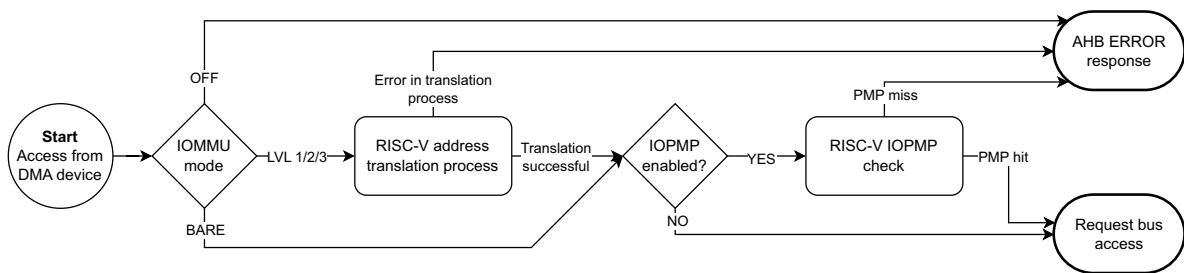 Start
Access from
DMA device
IOMMU
mode
OFF
LVL 1/2/3
BARE
RISC-V address
translation process
Error in translation
process
Translation
successful
IOPMP
enabled?
YES
NO
RISC-V IOPMP
check
PMP miss
PMP hit
AHB ERROR
response
Request bus
access